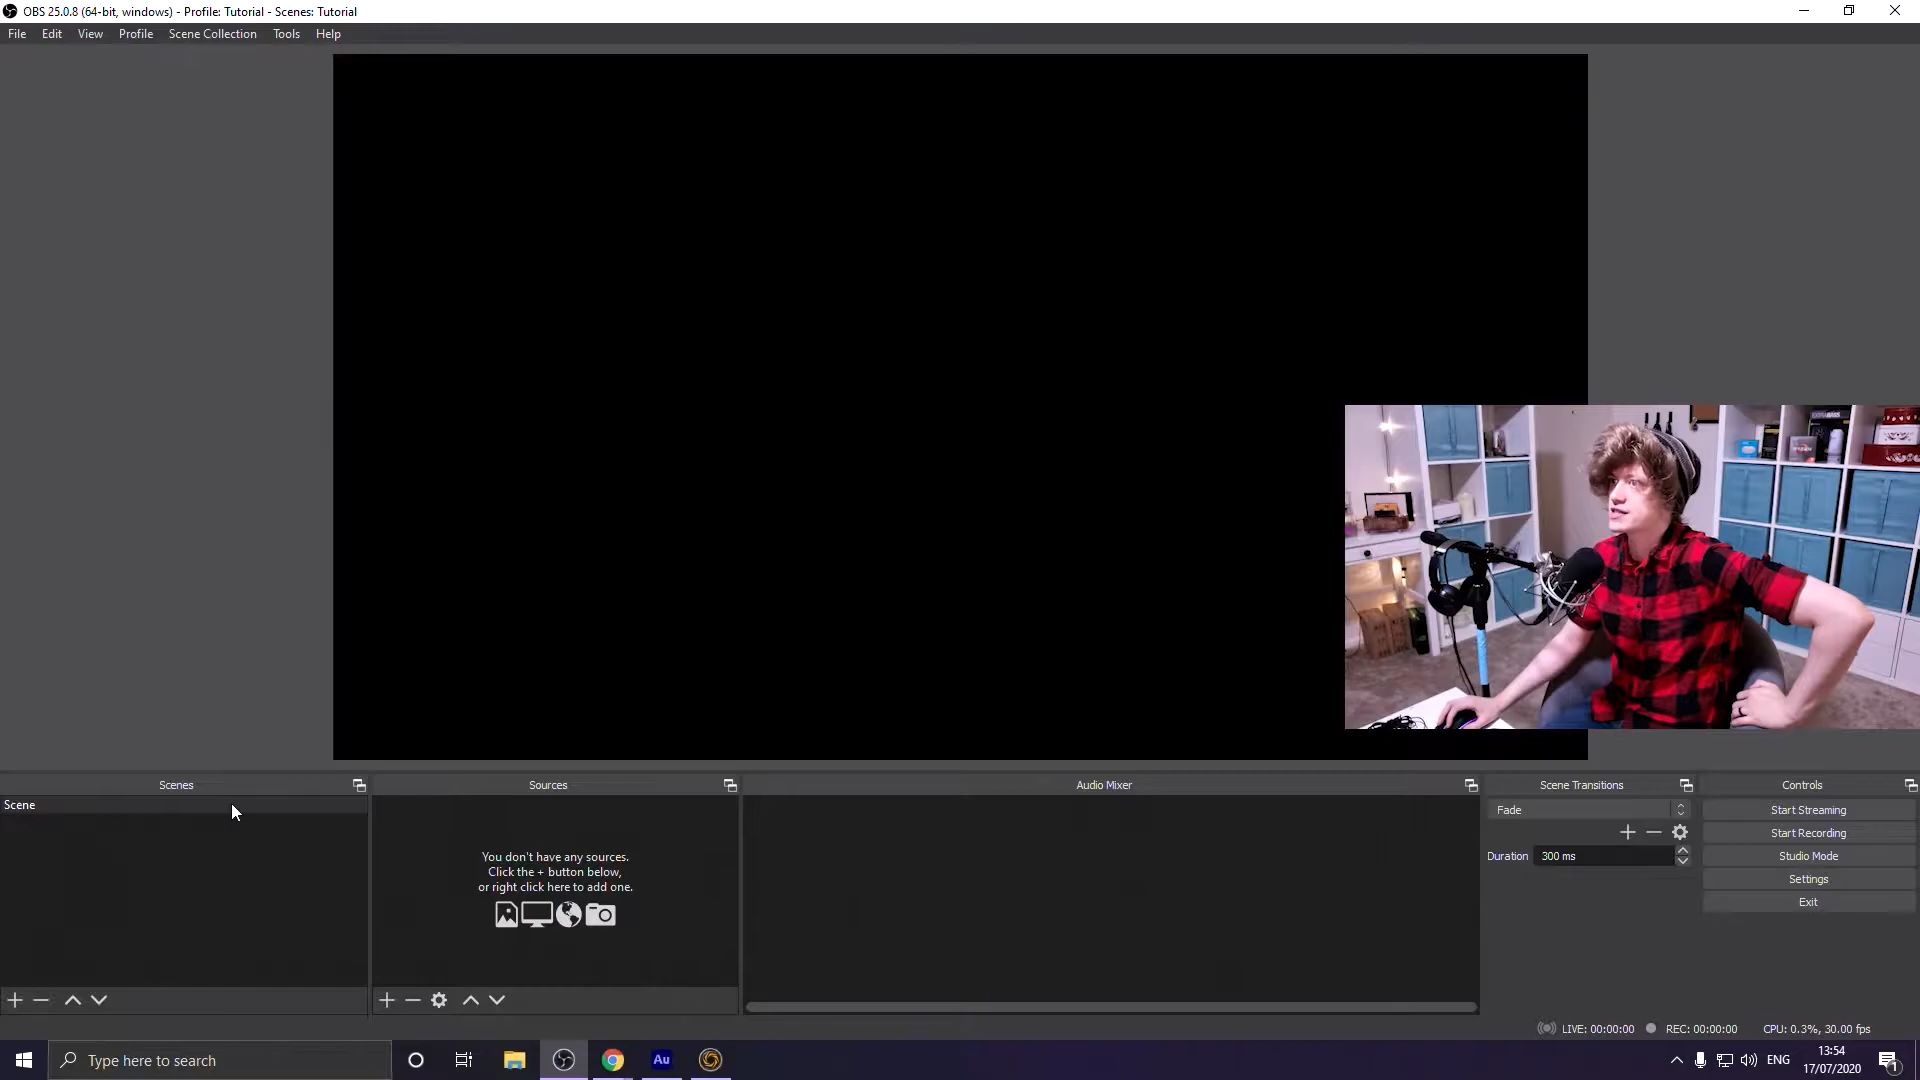 OBS 25.0.8 (64-bit, windows) - Profile: Tutorial - Scenes: Tutorial
File Edit View Profile Scene Collection Tools Help
Scenes
Scene
Sources
You don't have any sources.
Click the + button below,
or right click here to add one.
Audio Mixer
Scene Transitions
Fade
Duration 300 ms
Controls
Start Streaming
Start Recording
Studio Mode
Settings
Exit
LIVE: 00:00:00 REC: 00:00:00 CPU: 0.3%, 30.00 fps
Type here to search
Au
ENG
13:54
17/07/2020
1